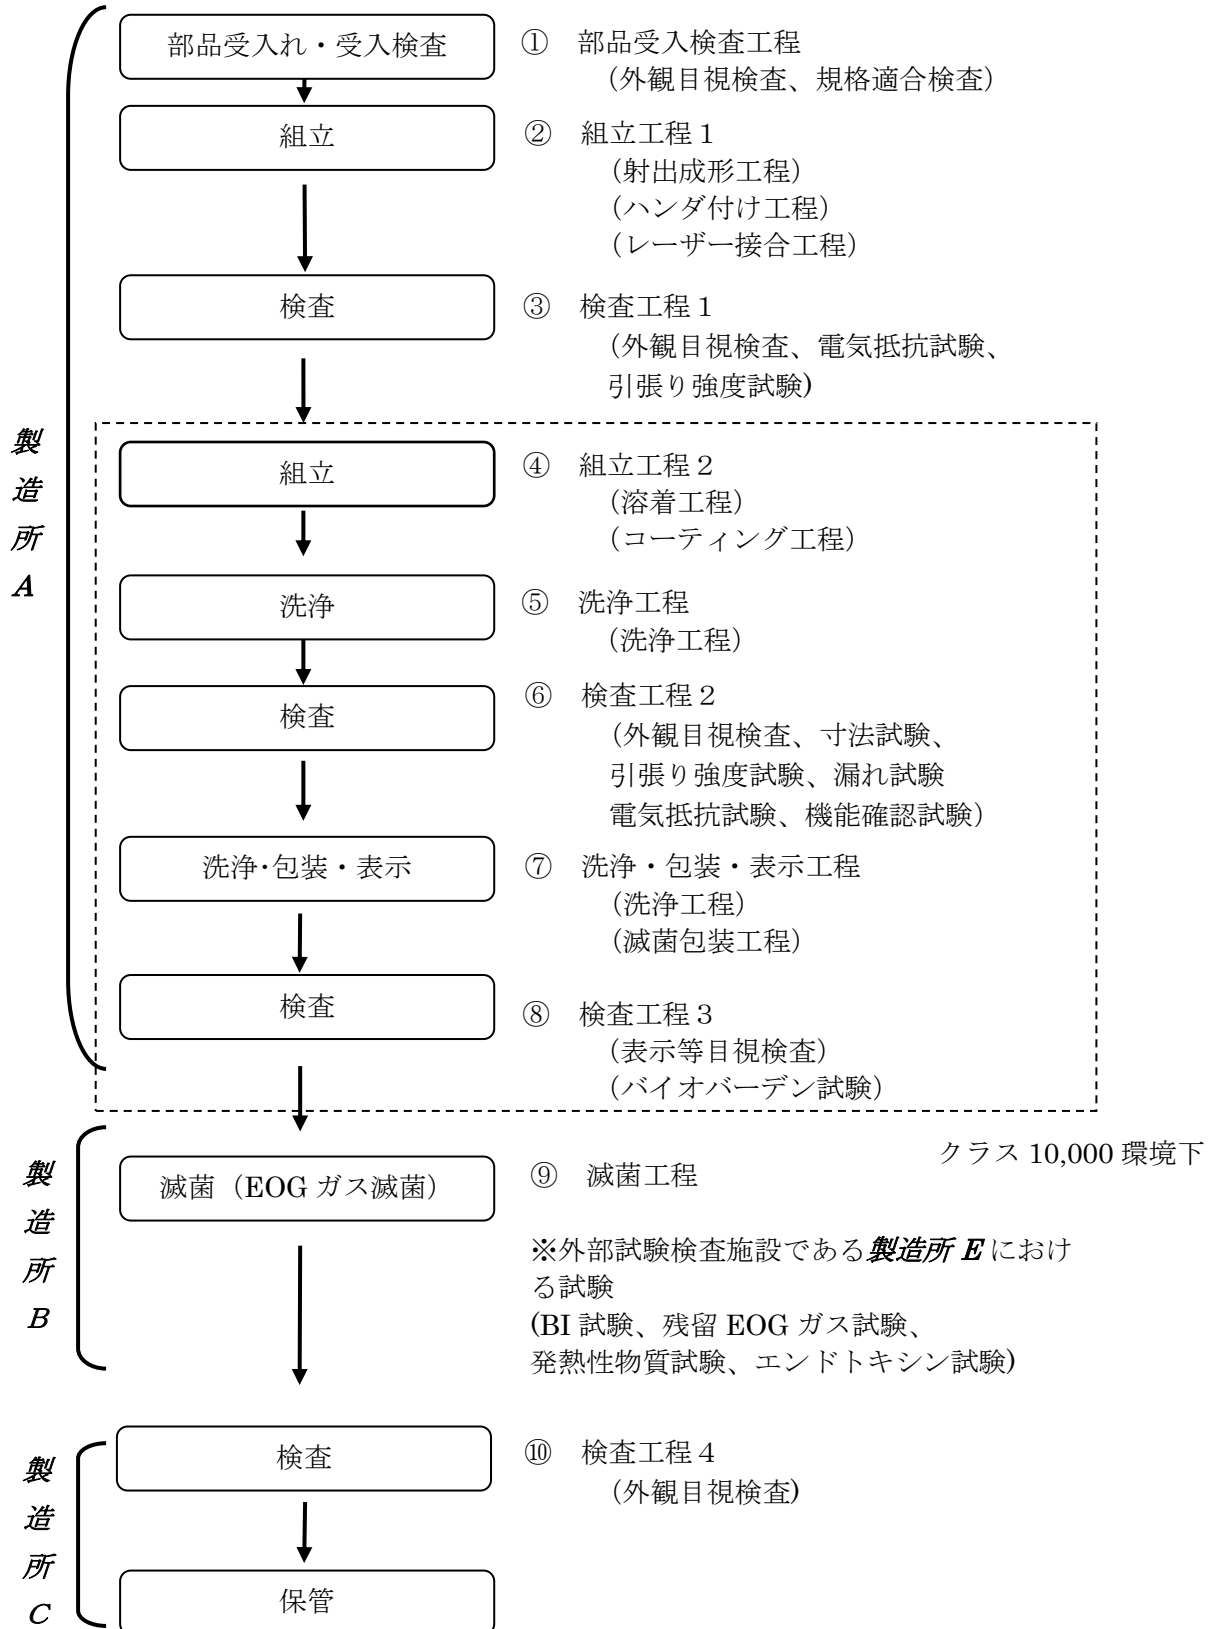 部品受入れ・受入検査
① 部品受入検査工程
（外観目視検査、規格適合検査）
組立
② 組立工程１
（射出成形工程）
（ハンダ付け工程）
（レーザー接合工程）
検査
③ 検査工程１
（外観目視検査、電気抵抗試験、
引張り強度試験)
製造所A
組立
④ 組立工程２
（溶着工程）
（コーティング工程）
洗浄
⑤ 洗浄工程
（洗浄工程）
検査
⑥ 検査工程２
（外観目視検査、寸法試験、
引張り強度試験、漏れ試験
電気抵抗試験、機能確認試験）
洗浄・包装・表示
⑦ 洗浄・包装・表示工程
（洗浄工程）
（滅菌包装工程）
検査
⑧ 検査工程３
（表示等目視検査）
（バイオバーデン試験）
クラス 10,000 環境下
製造所B
滅菌（EOG ガス滅菌）
⑨ 滅菌工程
※外部試験検査施設である製造所 E におけ
る試験
(BI 試験、残留 EOG ガス試験、
発熱性物質試験、エンドトキシン試験)
製造所C
検査
⑩ 検査工程４
（外観目視検査)
保管